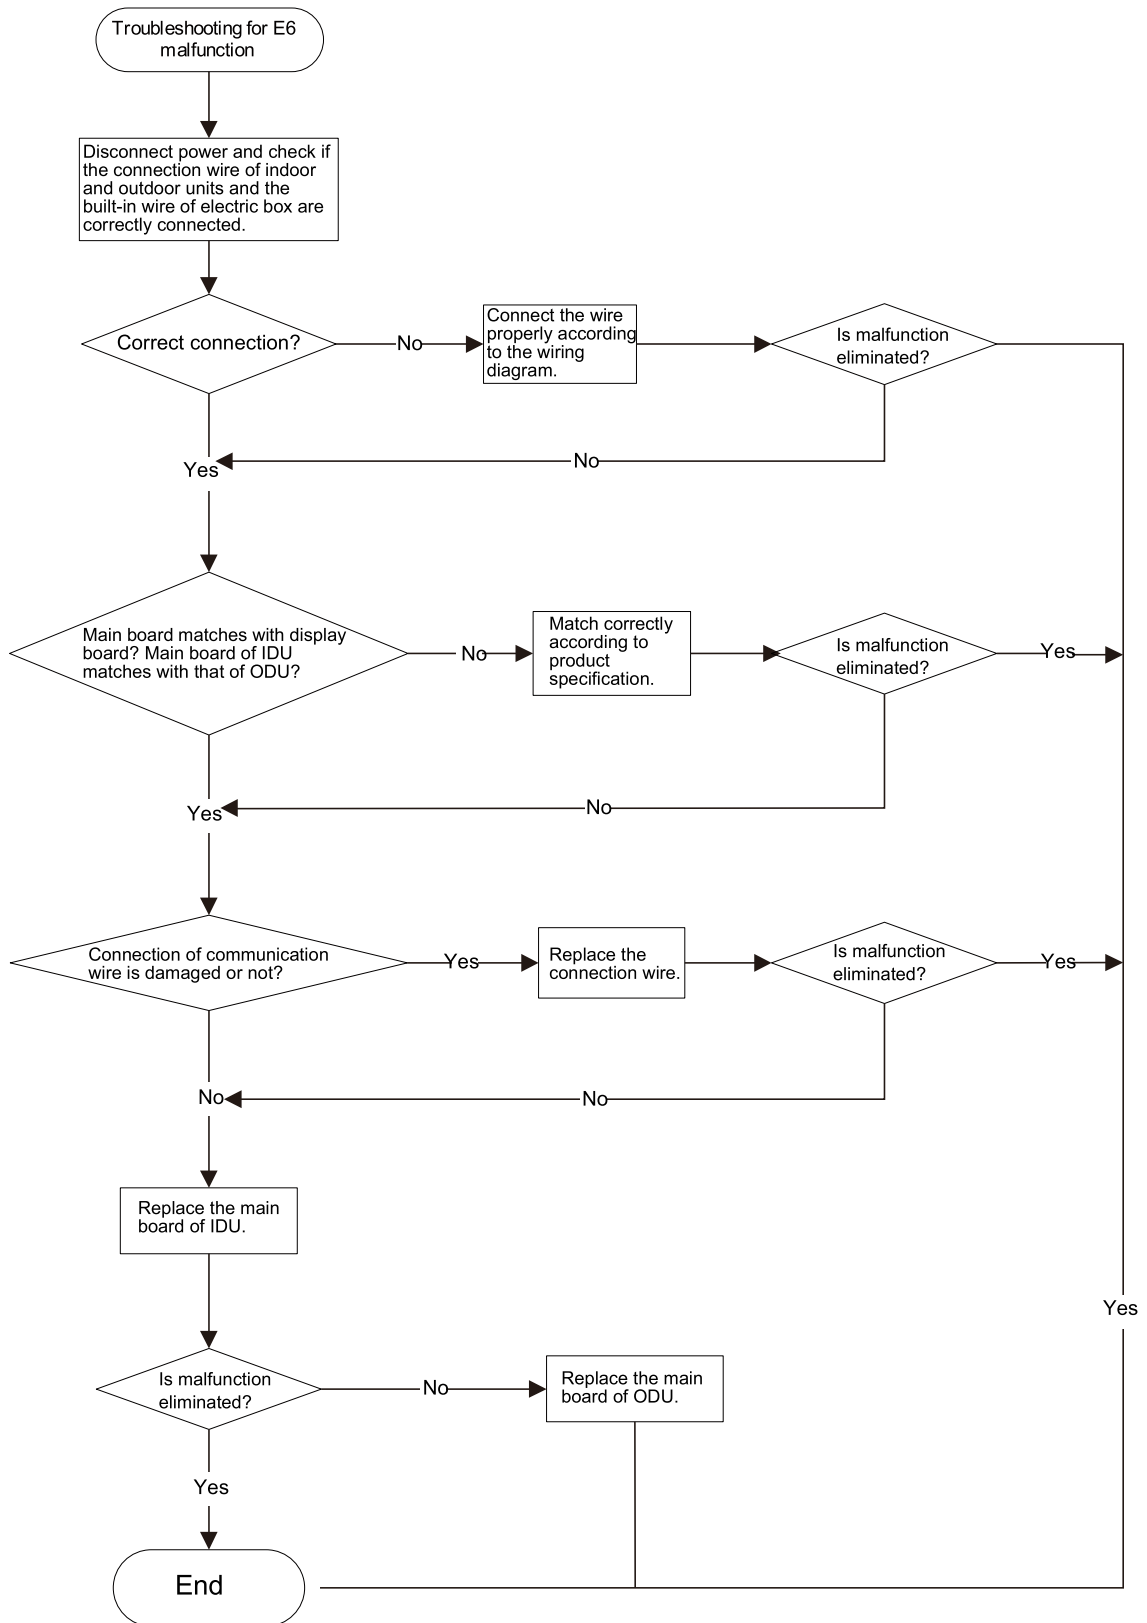 Troubleshooting for E6
malfunction
Disconnect power and check if
the connection wire of indoor
and outdoor units and the
built-in wire of electric box are
correctly connected.
Correct connection?
No
Connect the wire
properly according
to the wiring
diagram.
Is malfunction
eliminated?
No
Yes
Main board matches with display
board? Main board of IDU
matches with that of ODU?
No
Match correctly
according to
product
specification.
Is malfunction
eliminated?
Yes
No
Yes
Connection of communication
wire is damaged or not?
Yes
Replace the
connection wire.
Is malfunction
eliminated?
Yes
No
No
Replace the main
board of IDU.
Yes
Is malfunction
eliminated?
No
Replace the main
board of ODU.
Yes
End